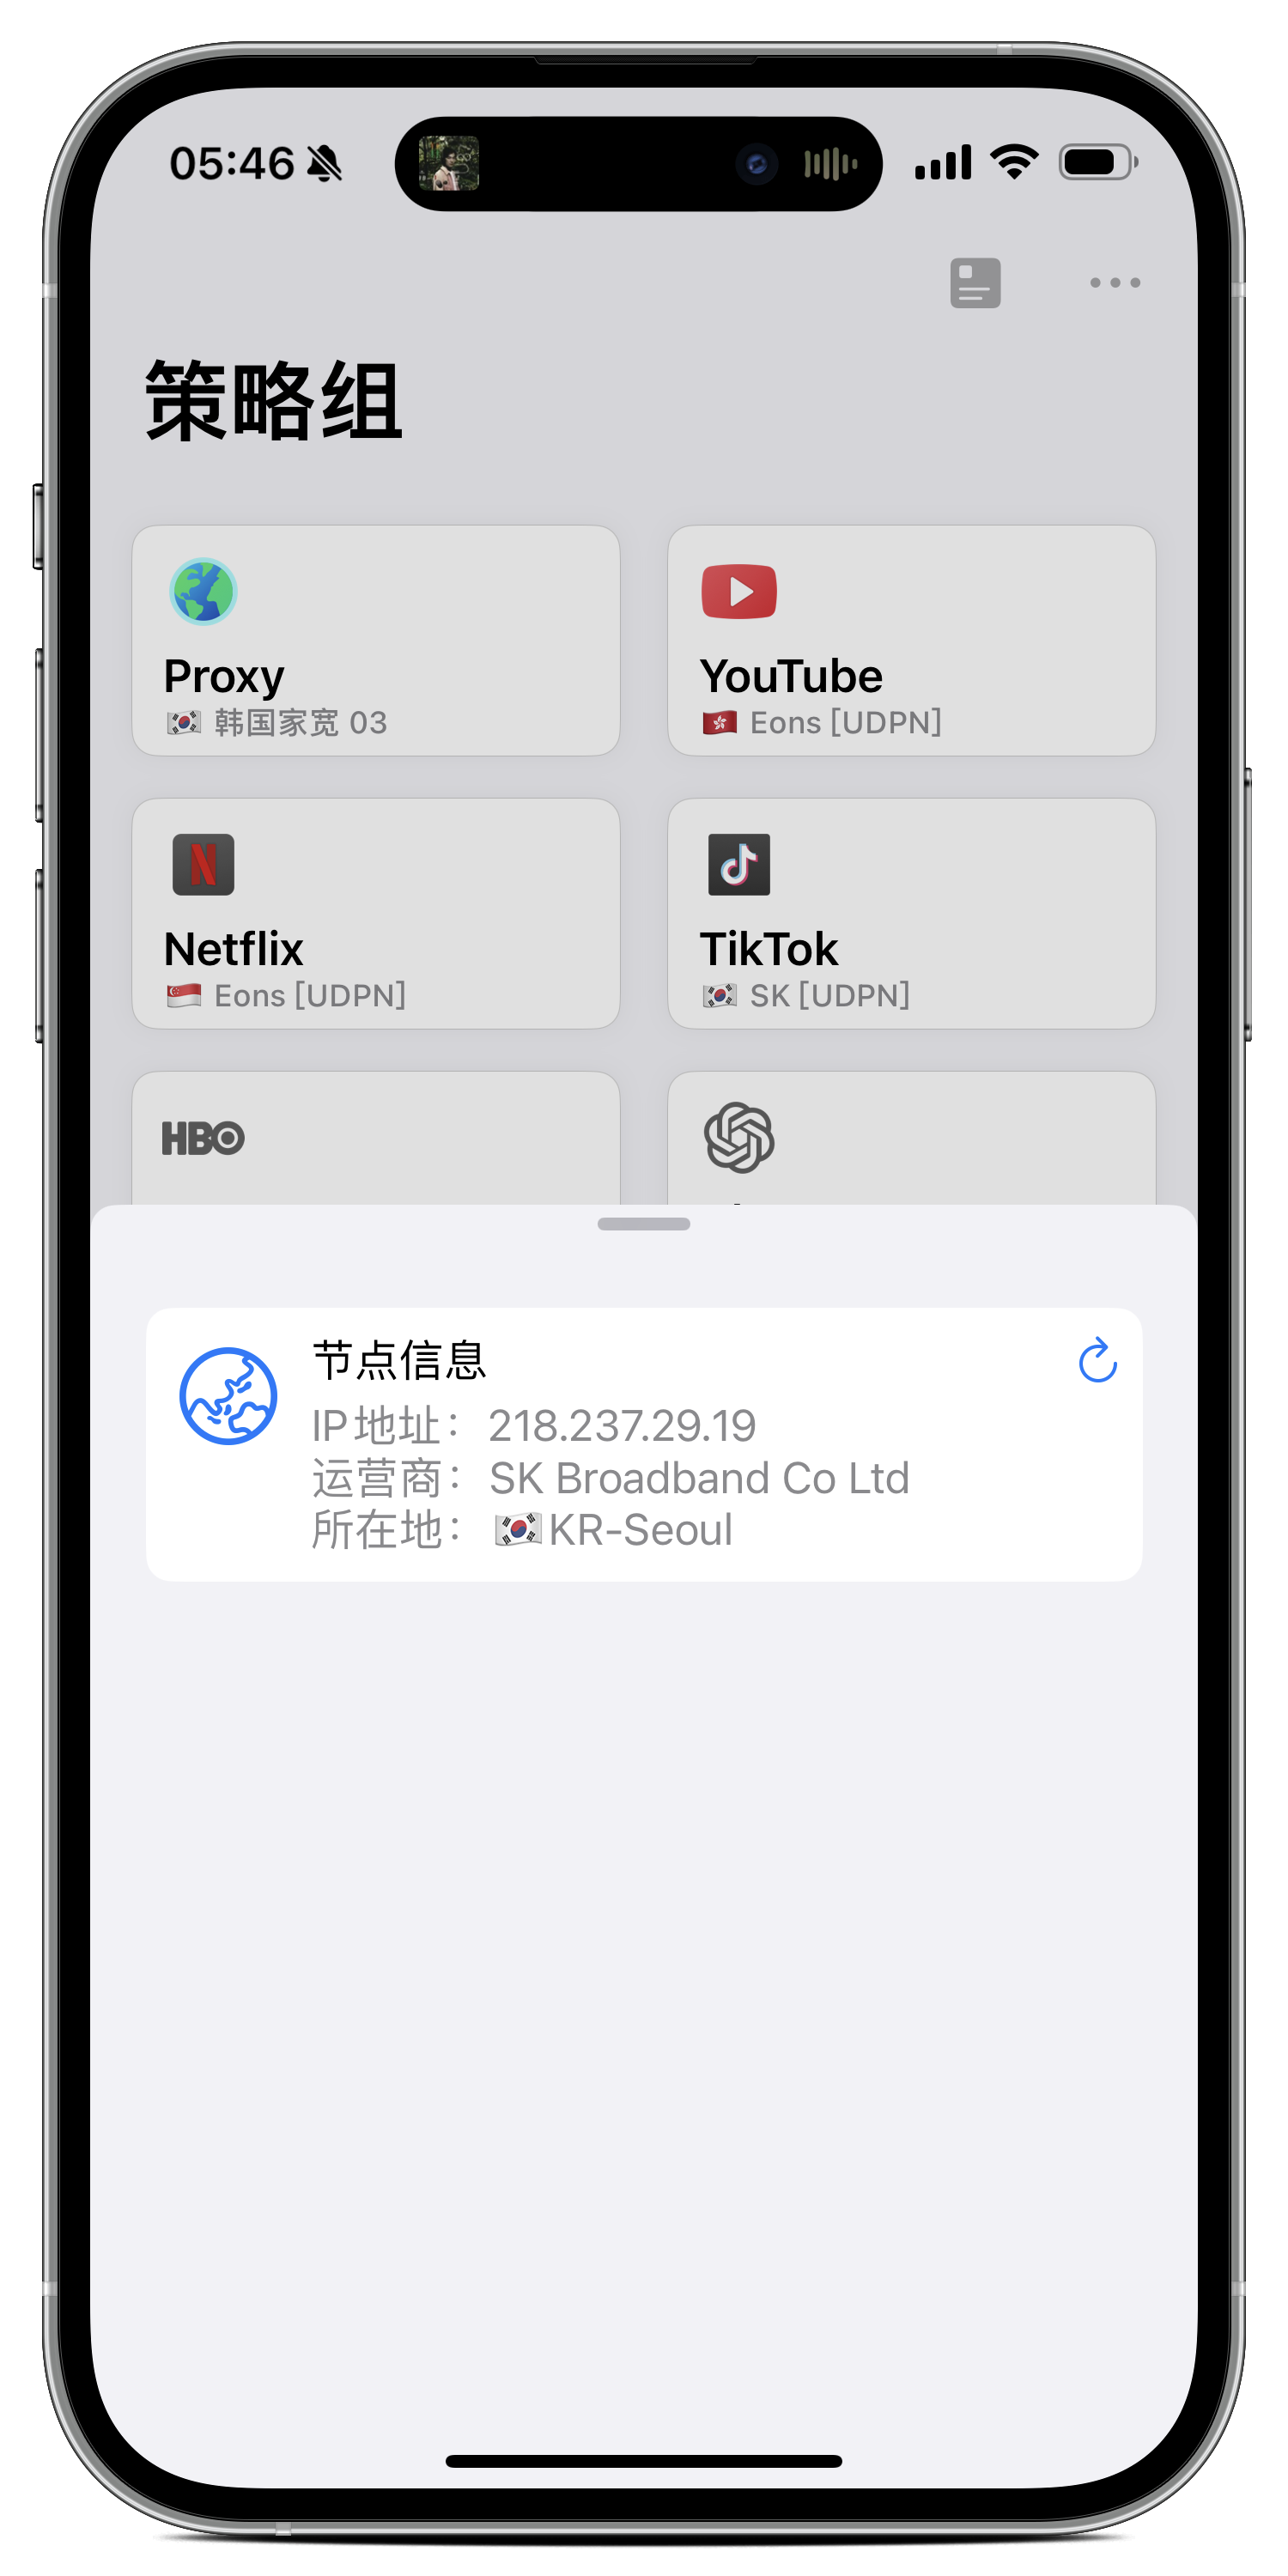 05:46
策略组
Proxy
🇰🇷 韩国家宽 03
YouTube
🇭🇰 Eons [UDPN]
N
Netflix
🇸🇬 Eons [UDPN]
TikTok
🇰🇷 SK [UDPN]
HBO
节点信息
IP地址： 218.237.29.19
运营商： SK Broadband Co Ltd
所在地： 🇰🇷KR-Seoul